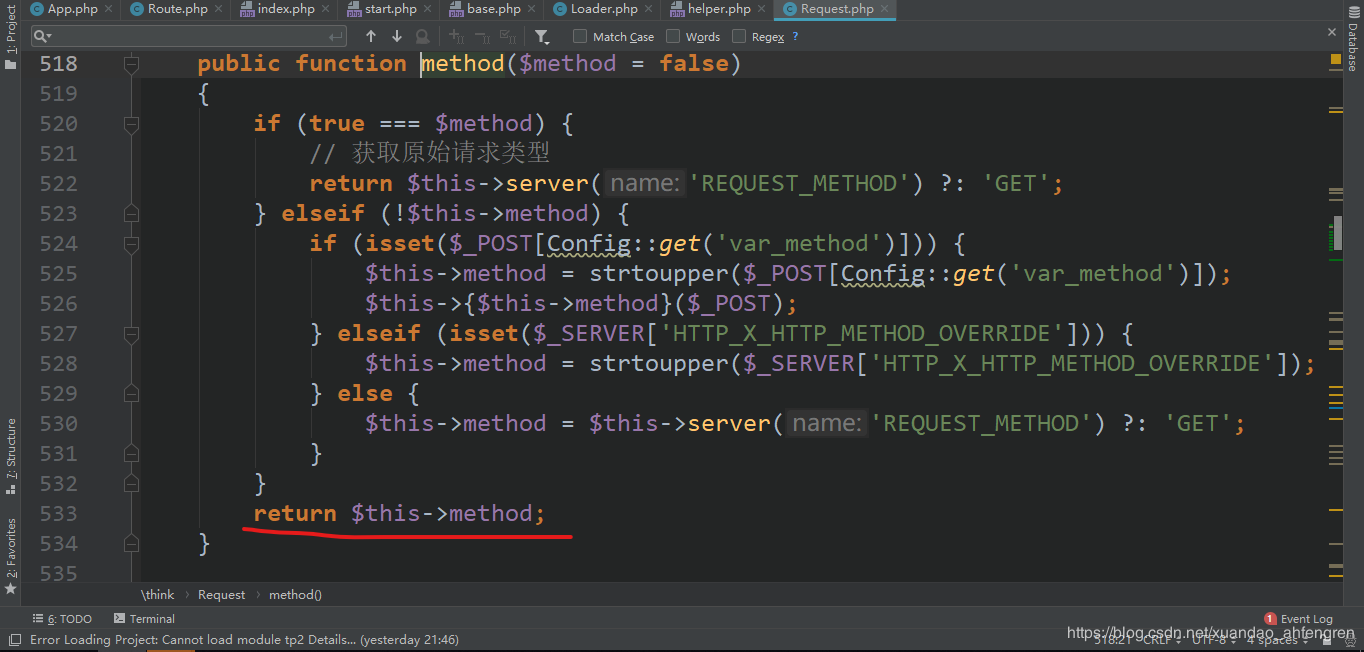 App.php
Route.php
index.php
start.php
base.php
Loader.php
helper.php
Request.php
1: Project
Database
Match Case
Words
Regex ?
518 public function method($method = false)
519 {
520 if (true === $method) {
521 // 获取原始请求类型
522 return $this->server( name: 'REQUEST_METHOD') ?: 'GET';
523 } elseif (!$this->method) {
524 if (isset($_POST[Config::get('var_method')])) {
525 $this->method = strtoupper($_POST[Config::get('var_method')]);
526 $this->{$this->method}($_POST);
527 } elseif (isset($_SERVER['HTTP_X_HTTP_METHOD_OVERRIDE'])) {
528 $this->method = strtoupper($_SERVER['HTTP_X_HTTP_METHOD_OVERRIDE']);
529 } else {
530 $this->method = $this->server( name: 'REQUEST_METHOD') ?: 'GET';
531 }
532 }
533 return $this->method;
534 }
535
7: Structure
2: Favorites
\think › Request › method()
6: TODO
Terminal
1 Event Log
Error Loading Project: Cannot load module tp2 Details... (yesterday 21:46)
518:21 CRLF UTF-8 4 spaces
https://blog.csdn.net/xuandao_ahfengren